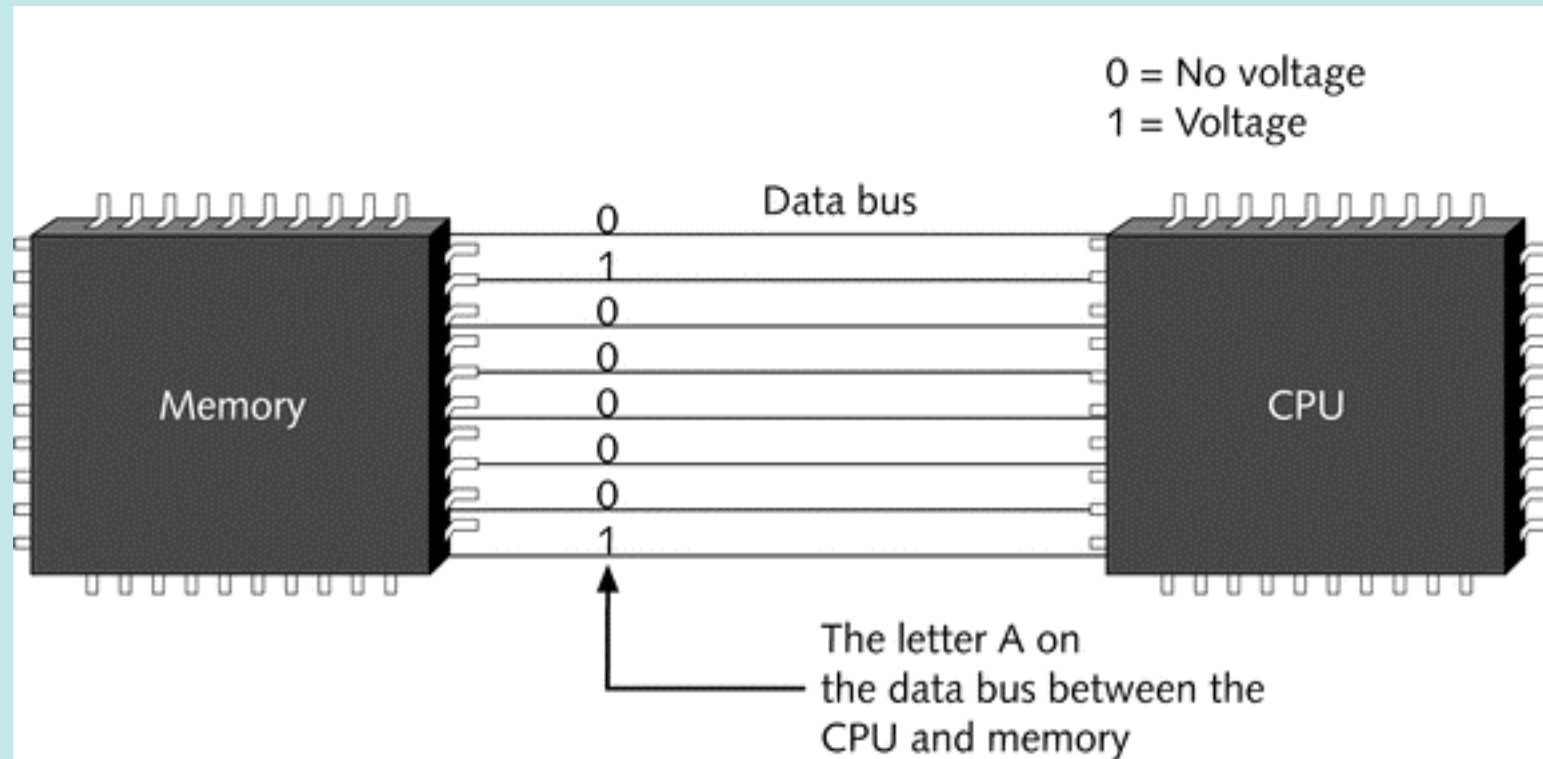 0 = No voltage
1 = Voltage
Data bus
0
1
0
0
0
0
0
1
Memory
CPU
The letter A on
the data bus between the
CPU and memory